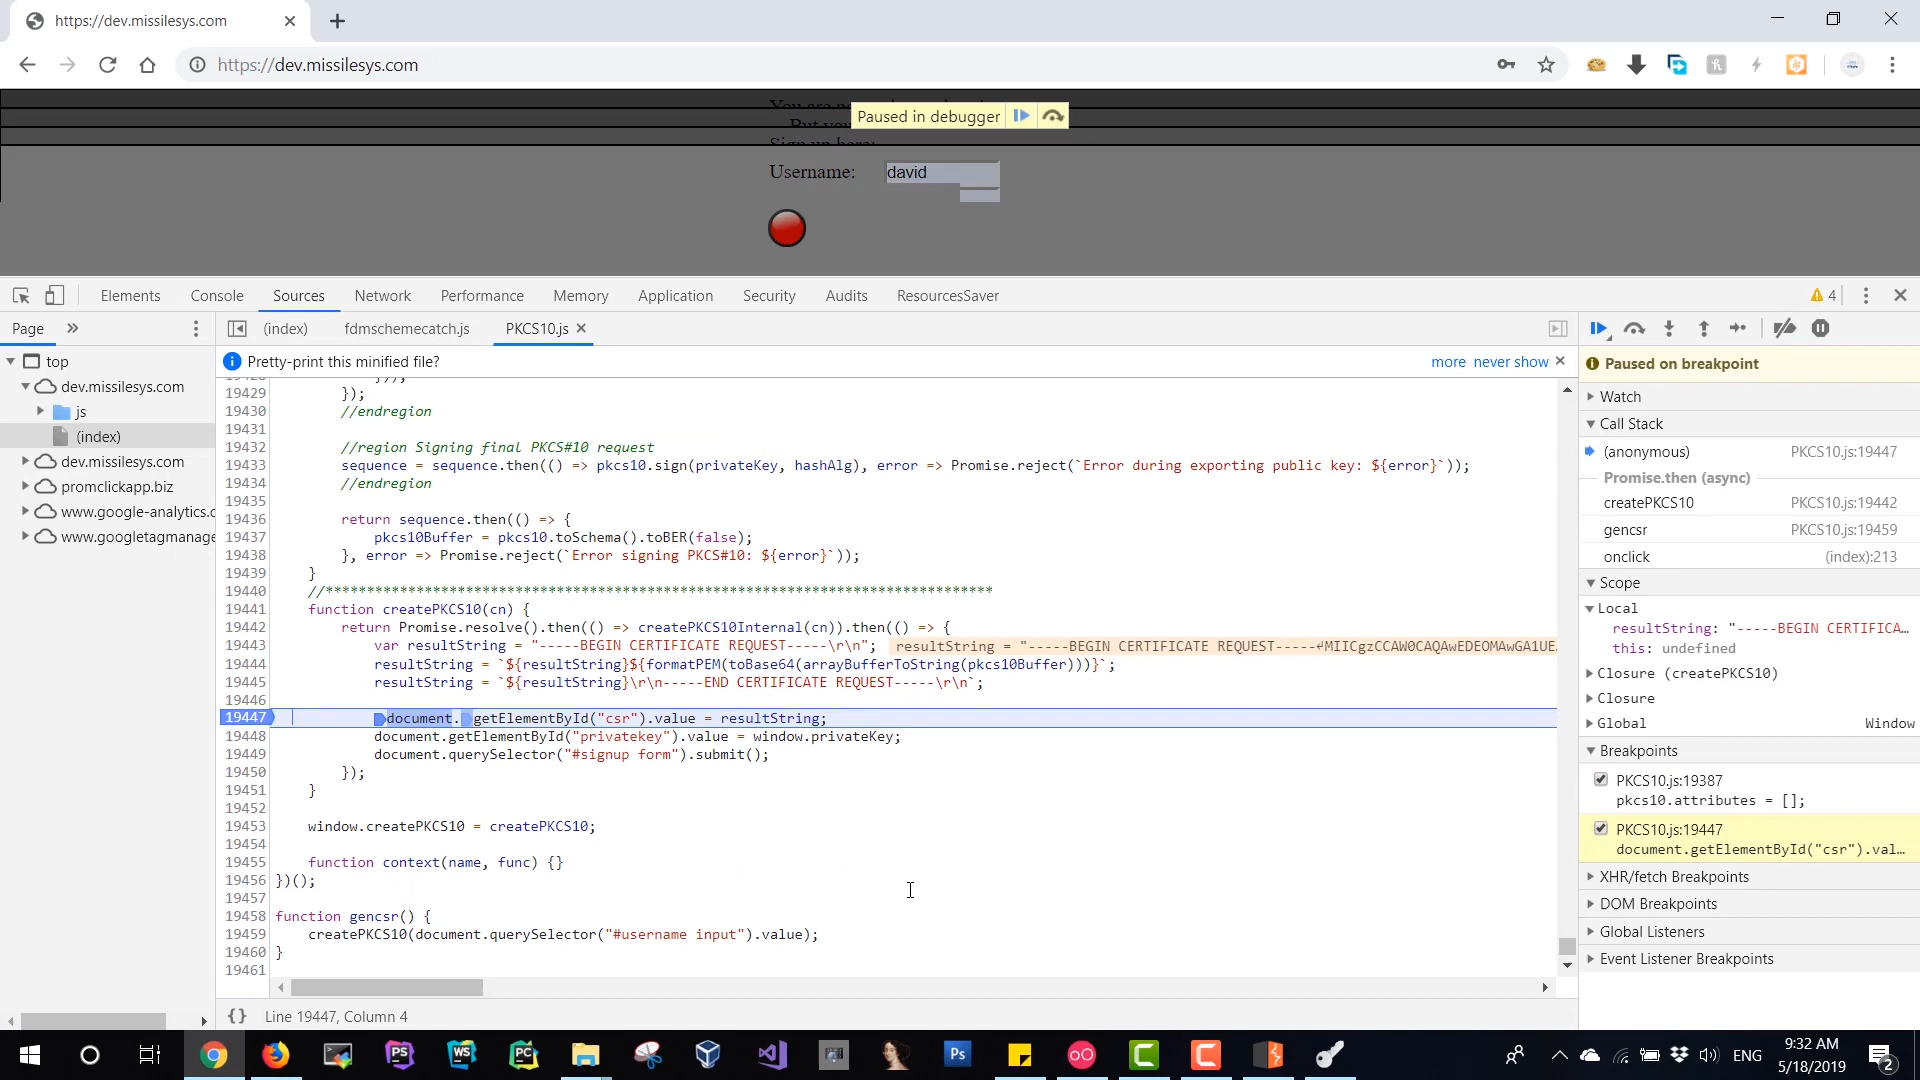 https://dev.missilesys.com
https://dev.missilesys.com
Paused in debugger
Sign up here:
Username: david
Elements Console Sources Network Performance Memory Application Security Audits ResourcesSaver 4
Page
(index) fdmschemecatch.js PKCS10.js
Pretty-print this minified file? more never show
top
dev.missilesys.com
js
(index)
dev.missilesys.com
promclickapp.biz
www.google-analytics.c
www.googletagmanage
19429 });
19430 //endregion
19431
19432 //region Signing final PKCS#10 request
19433 sequence = sequence.then(() => pkcs10.sign(privateKey, hashAlg), error => Promise.reject(`Error during exporting public key: ${error}`));
19434 //endregion
19435
19436 return sequence.then(() => {
19437 pkcs10Buffer = pkcs10.toSchema().toBER(false);
19438 }, error => Promise.reject(`Error signing PKCS#10: ${error}`));
19439 }
19440 //*********************************************************************************
19441 function createPKCS10(cn) {
19442 return Promise.resolve().then(() => createPKCS10Internal(cn)).then(() => {
19443 var resultString = "-----BEGIN CERTIFICATE REQUEST-----\r\n"; resultString = "-----BEGIN CERTIFICATE REQUEST-----↵MIICgzCCAW0CAQAwEDEOMAwGA1UE
19444 resultString = `${resultString}${formatPEM(toBase64(arrayBufferToString(pkcs10Buffer)))}`;
19445 resultString = `${resultString}\r\n-----END CERTIFICATE REQUEST-----\r\n`;
19446
19447 document.getElementById("csr").value = resultString;
19448 document.getElementById("privatekey").value = window.privateKey;
19449 document.querySelector("#signup form").submit();
19450 });
19451 }
19452
19453 window.createPKCS10 = createPKCS10;
19454
19455 function context(name, func) {}
19456 })();
19457
19458 function gencsr() {
19459 createPKCS10(document.querySelector("#username input").value);
19460 }
19461
{} Line 19447, Column 4
Paused on breakpoint
Watch
Call Stack
(anonymous) PKCS10.js:19447
Promise.then (async)
createPKCS10 PKCS10.js:19442
gencsr PKCS10.js:19459
onclick (index):213
Scope
Local
resultString: "-----BEGIN CERTIFICA…
this: undefined
Closure (createPKCS10)
Closure
Global Window
Breakpoints
PKCS10.js:19387
pkcs10.attributes = [];
PKCS10.js:19447
document.getElementById("csr").val…
XHR/fetch Breakpoints
DOM Breakpoints
Global Listeners
Event Listener Breakpoints
PS WS PC Ps
ENG
9:32 AM
5/18/2019
2